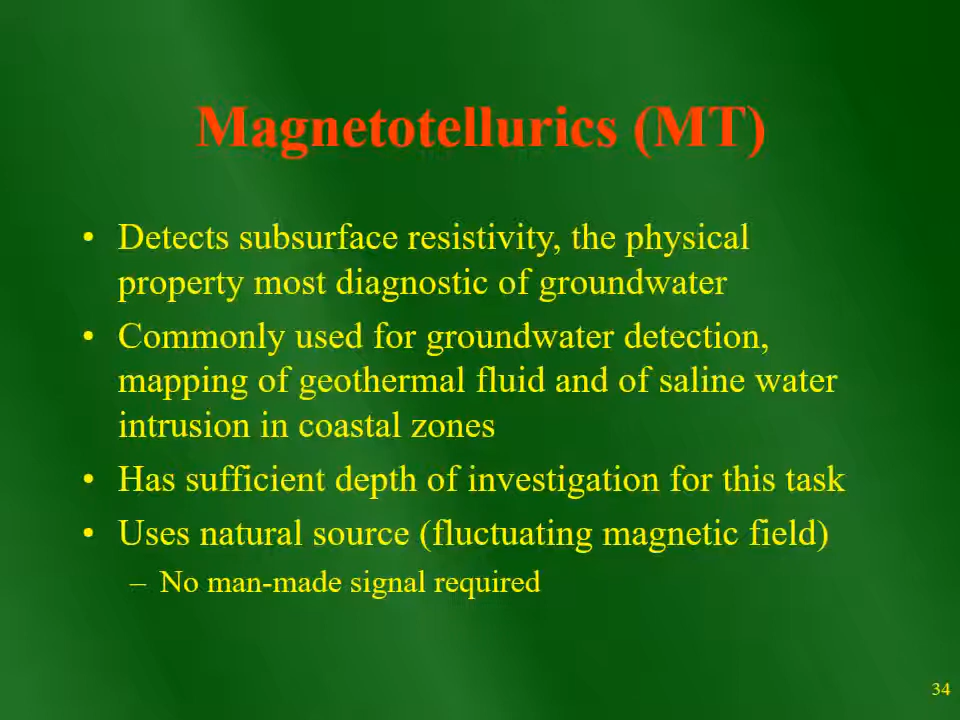 Magnetotellurics (MT)
• Detects subsurface resistivity, the physical
property most diagnostic of groundwater
• Commonly used for groundwater detection,
mapping of geothermal fluid and of saline water
intrusion in coastal zones
• Has sufficient depth of investigation for this task
• Uses natural source (fluctuating magnetic field)
– No man-made signal required
34